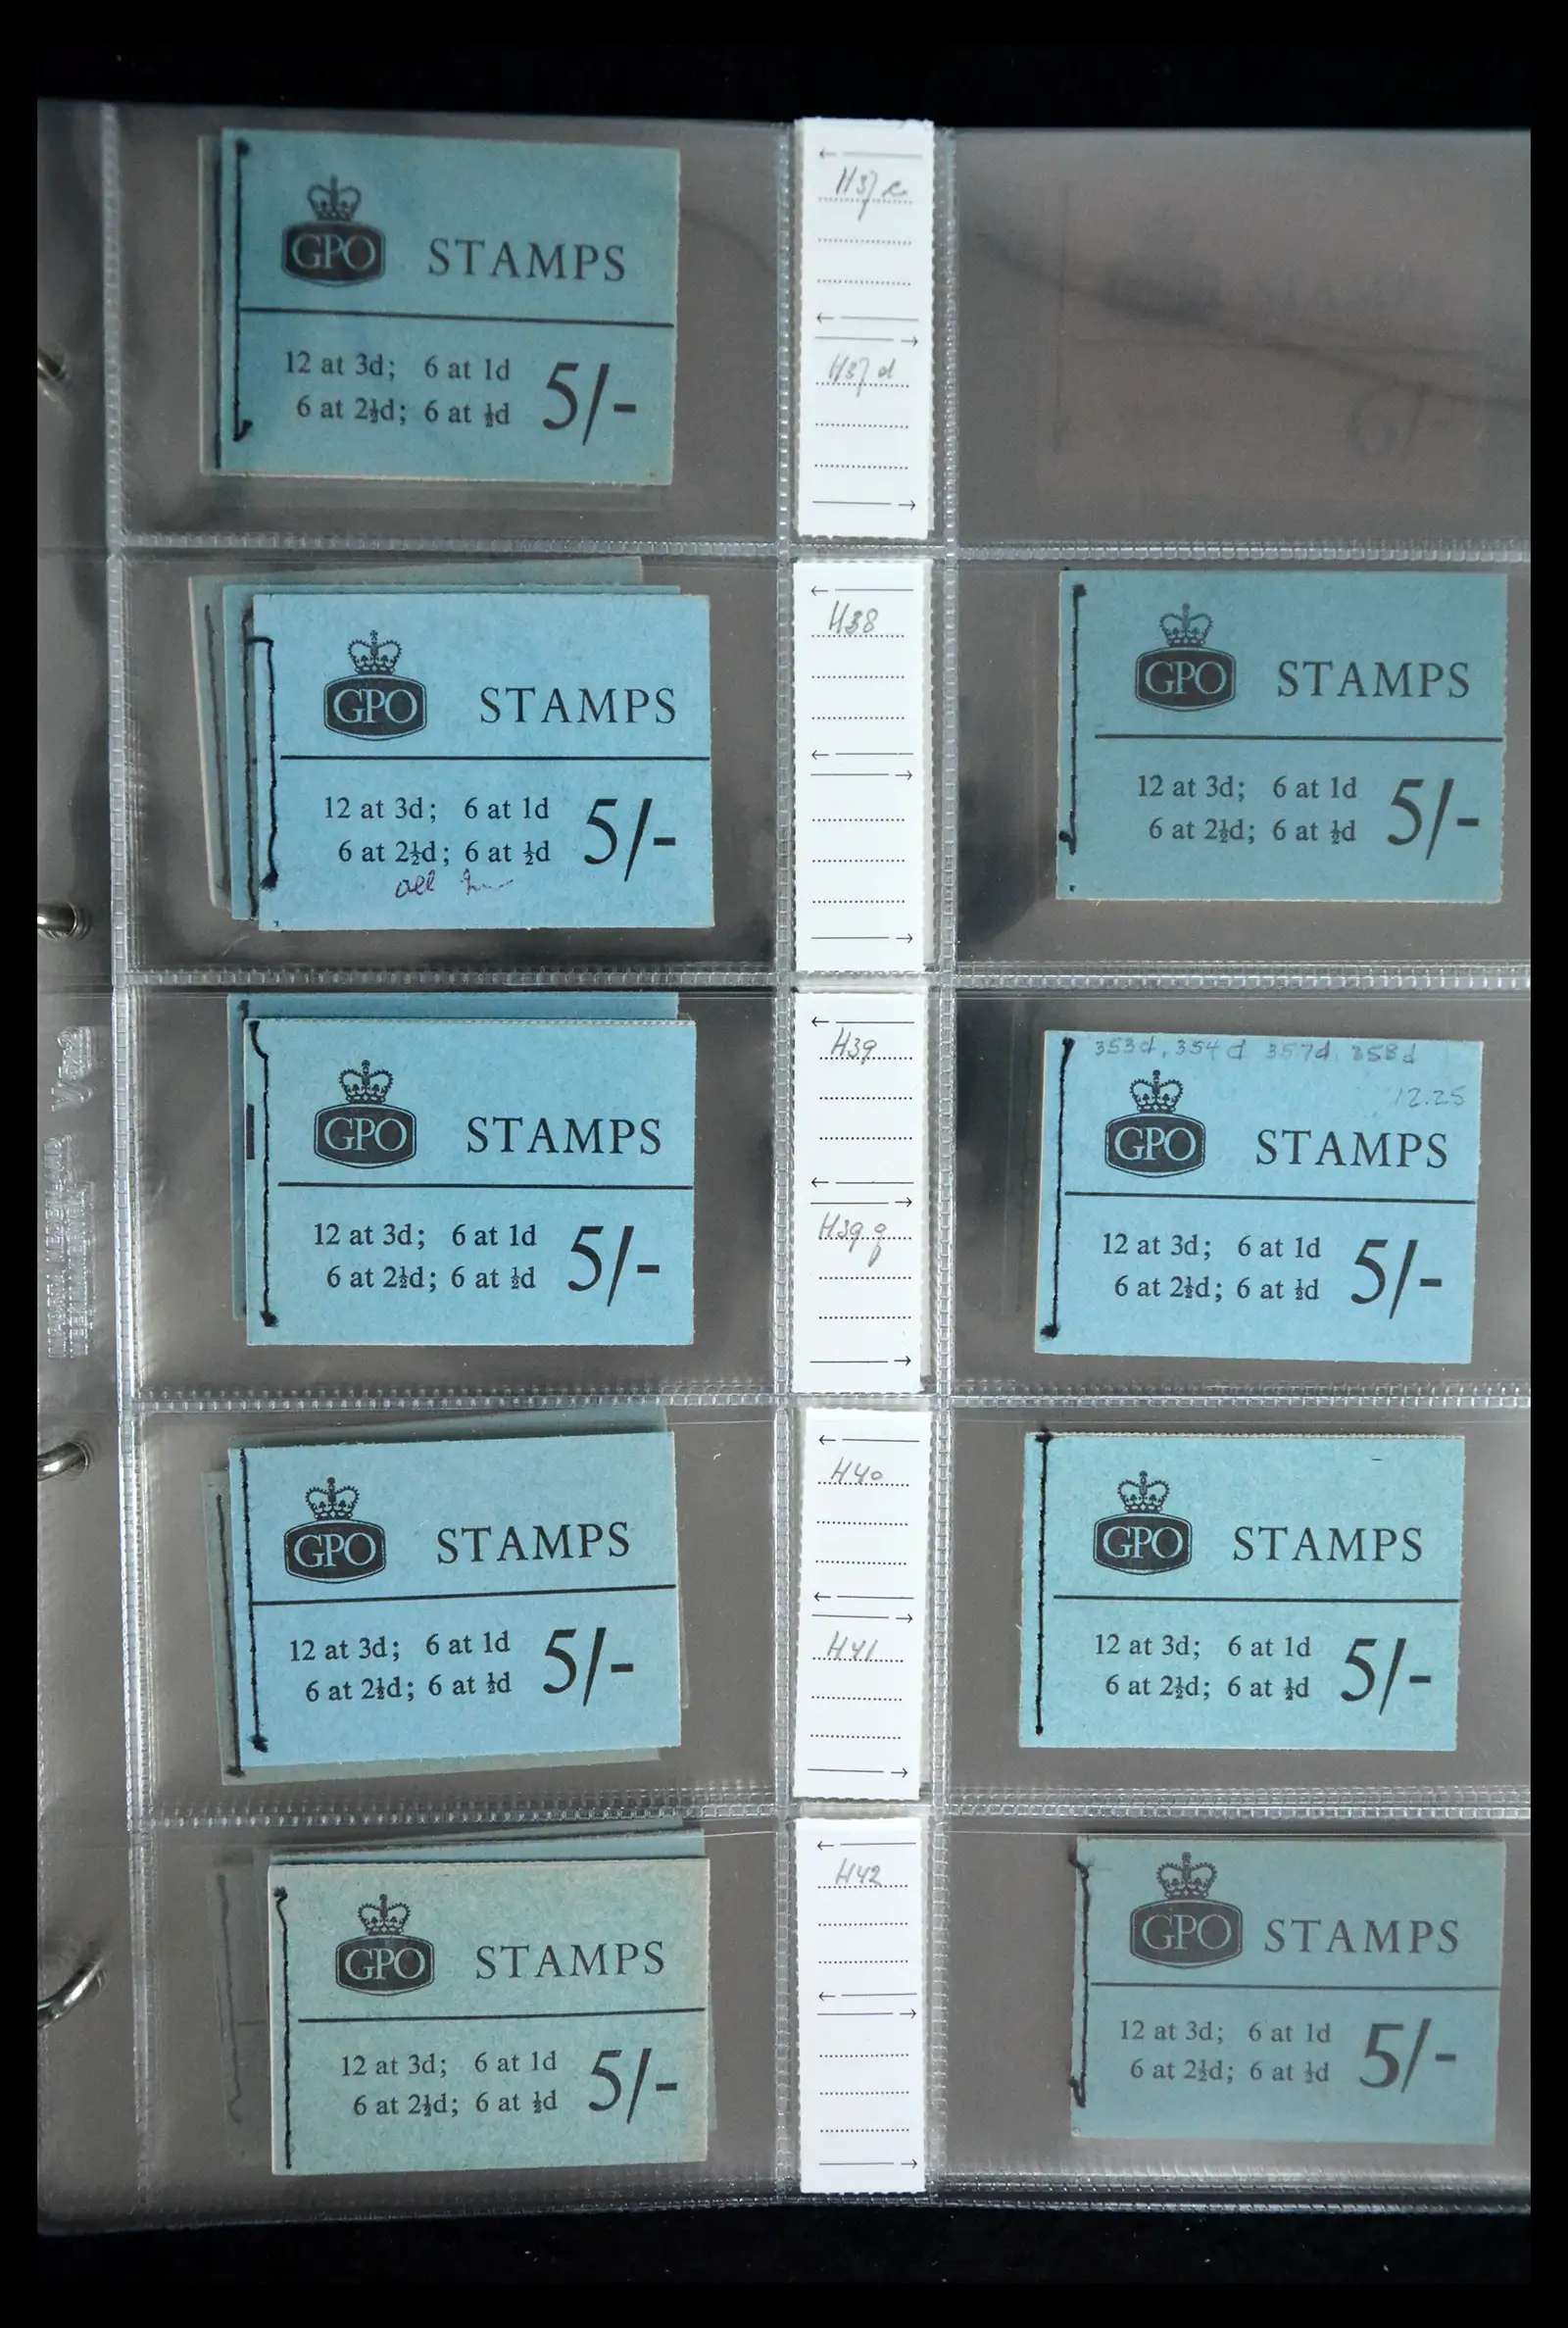 GPO STAMPS
12 at 3d; 6 at 1d
6 at 2½d; 6 at ½d
5/-
H37c
H37d
6/-
GPO STAMPS
12 at 3d; 6 at 1d
6 at 2½d; 6 at ½d
5/-
all
H38
GPO STAMPS
12 at 3d; 6 at 1d
6 at 2½d; 6 at ½d
5/-
GPO STAMPS
12 at 3d; 6 at 1d
6 at 2½d; 6 at ½d
5/-
H39
H39g
353d, 354d 357d, 358d
12.25
GPO STAMPS
12 at 3d; 6 at 1d
6 at 2½d; 6 at ½d
5/-
GPO STAMPS
12 at 3d; 6 at 1d
6 at 2½d; 6 at ½d
5/-
H40
H41
GPO STAMPS
12 at 3d; 6 at 1d
6 at 2½d; 6 at ½d
5/-
GPO STAMPS
12 at 3d; 6 at 1d
6 at 2½d; 6 at ½d
5/-
H42
GPO STAMPS
12 at 3d; 6 at 1d
6 at 2½d; 6 at ½d
5/-